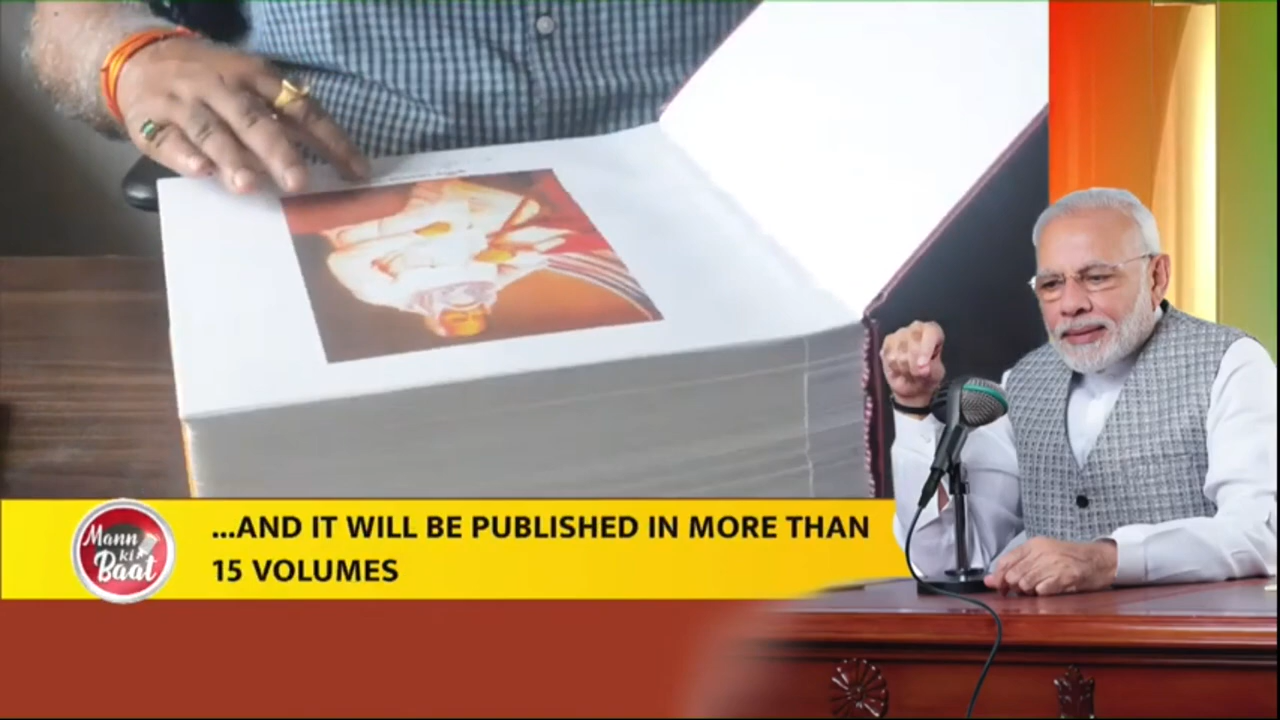 Mann
ki
Baat
...AND IT WILL BE PUBLISHED IN MORE THAN
15 VOLUMES